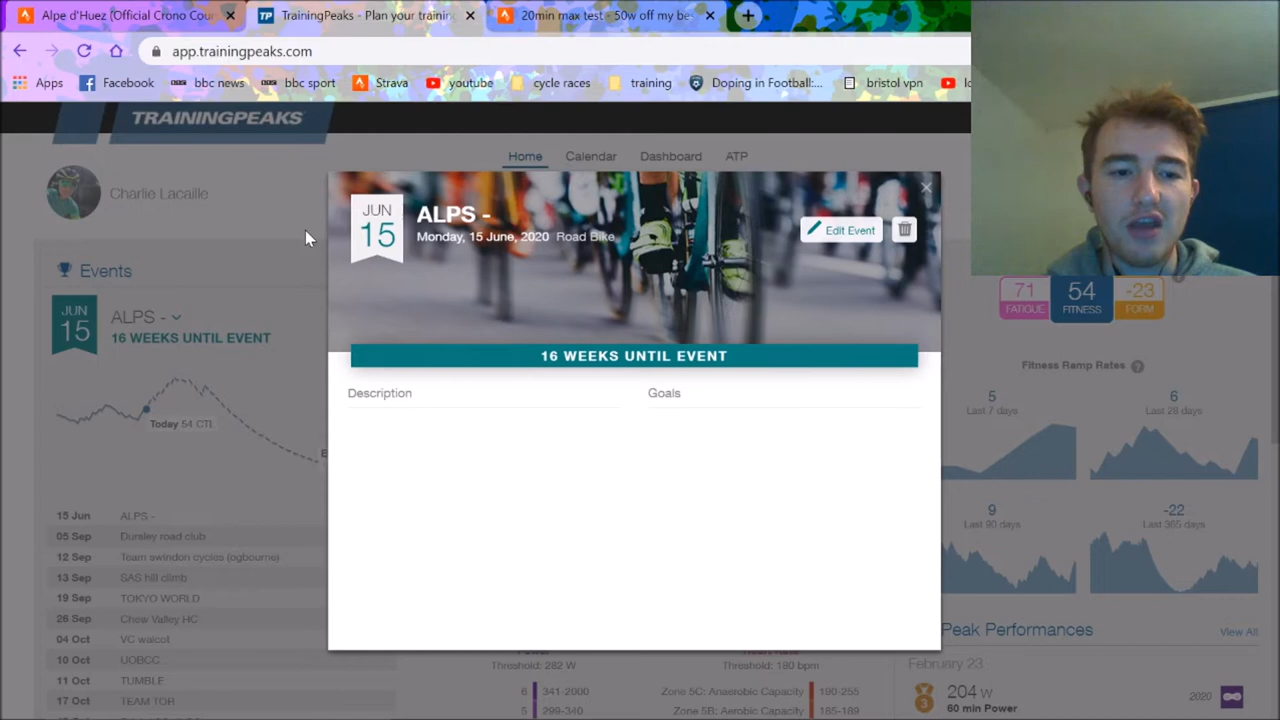 Alpe d'Huez (Official Crono Cour
TrainingPeaks - Plan your training
20min max test - 50w off my be
app.trainingpeaks.com
Apps
Facebook
bbc news
bbc sport
Strava
youtube
cycle races
training
Doping in Football:...
bristol vpn
TRAININGPEAKS
Home
Calendar
Dashboard
ATP
Charlie Lacaille
Events
JUN
15
ALPS -
16 WEEKS UNTIL EVENT
Today 54 CTL
15 Jun ALPS -
05 Sep Dursley road club
12 Sep Team swindon cycles (ogbourne)
13 Sep SAS hill climb
19 Sep TOKYO WORLD
26 Sep Chew Valley HC
04 Oct VC walcot
10 Oct UOBCC
11 Oct TUMBLE
17 Oct TEAM TOR
JUN
15
ALPS -
Monday, 15 June, 2020 Road Bike
Edit Event
16 WEEKS UNTIL EVENT
Description
Goals
Threshold: 282 W
6 341-2000
5 299-340
Threshold: 180 bpm
Zone 5C: Anaerobic Capacity 190-255
Zone 5B: Aerobic Capacity 185-189
71
FATIGUE
54
FITNESS
-23
FORM
Fitness Ramp Rates
5
Last 7 days
6
Last 28 days
9
Last 90 days
-22
Last 365 days
Peak Performances
View All
February 23
3
204 W
60 min Power
2020